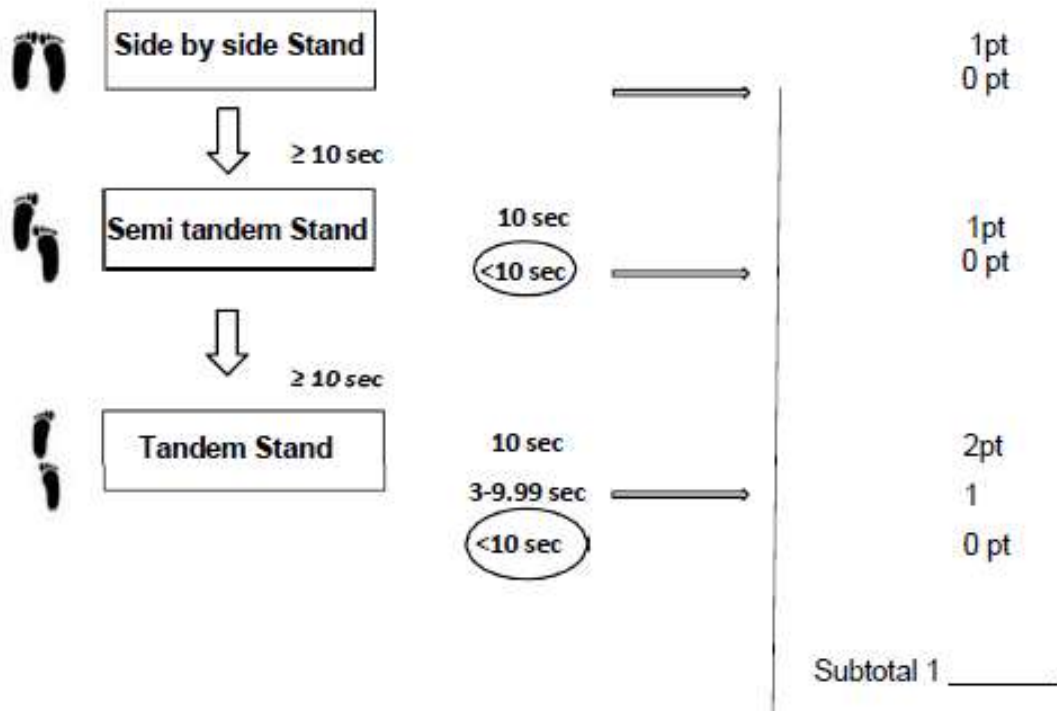 Side by side Stand
1pt
0 pt
≥ 10 sec
Semi tandem Stand
10 sec
1pt
<10 sec
0 pt
≥ 10 sec
Tandem Stand
10 sec
2pt
3-9.99 sec
1
<10 sec
0 pt
Subtotal 1 ________